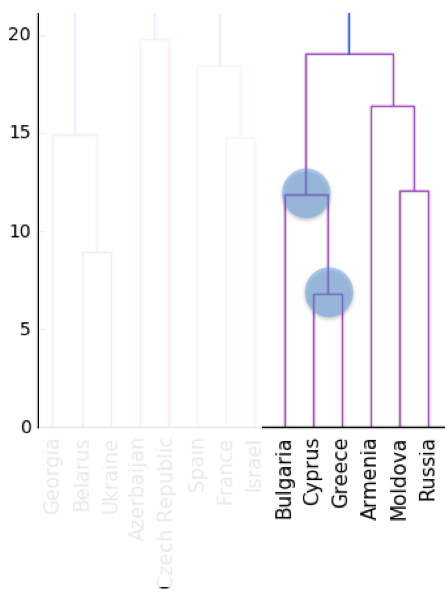 20
15
10
5
0
Georgia
Belarus
Ukraine
Azerbaijan
Czech Republic
Spain
France
Israel
Bulgaria
Cyprus
Greece
Armenia
Moldova
Russia